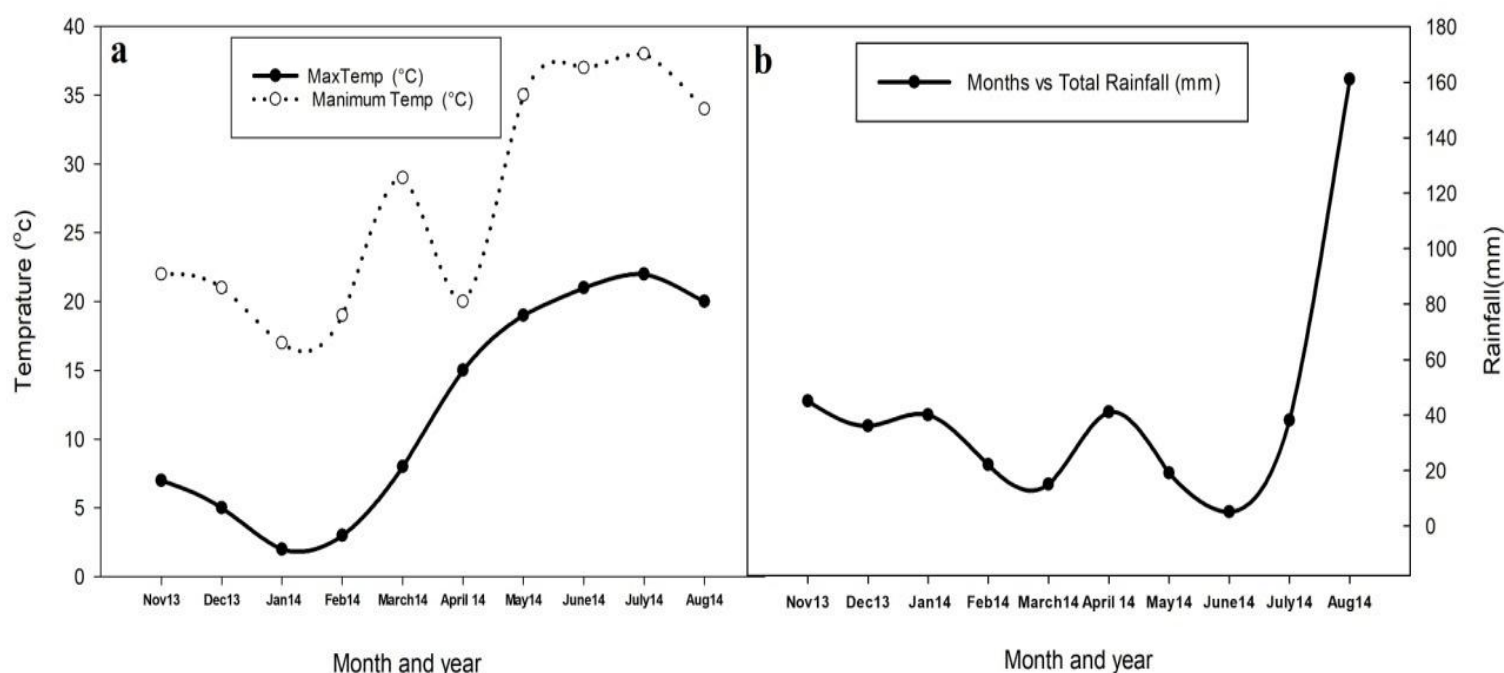 a
MaxTemp (°C)
Manimum Temp (°C)
40
35
30
25
20
15
10
5
0
Temprature (°c)
Nov13 Dec13 Jan14 Feb14 March14 April 14 May14 June14 July14 Aug14
Month and year
b
Months vs Total Rainfall (mm)
180
160
140
120
100
80
60
40
20
0
Rainfall(mm)
Nov13 Dec13 Jan14 Feb14 March14 April 14 May14 June14 July14 Aug14
Month and year